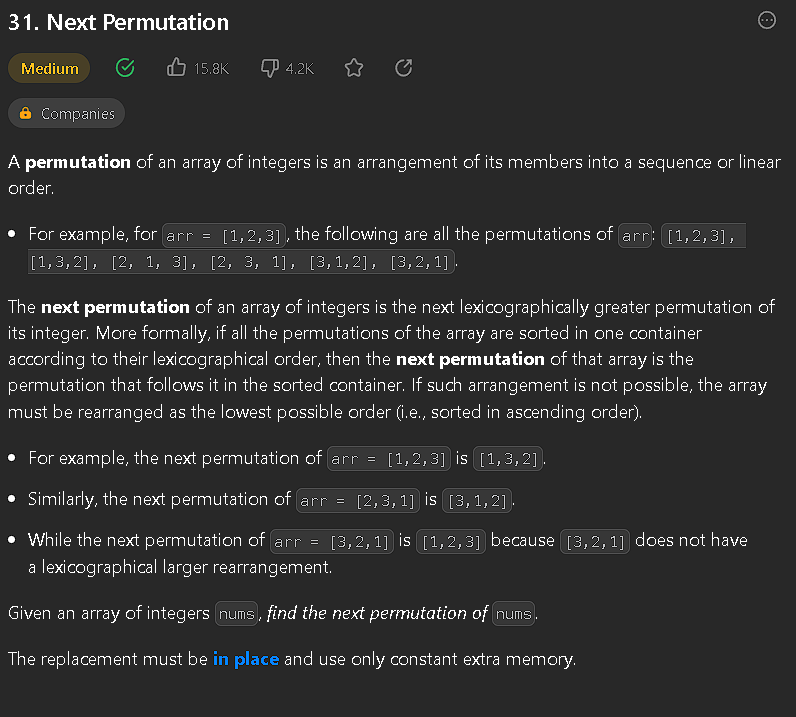 31. Next Permutation
Medium 15.8K 4.2K
Companies
A permutation of an array of integers is an arrangement of its members into a sequence or linear
order.
• For example, for arr = [1,2,3], the following are all the permutations of arr: [1,2,3],
[1,3,2], [2, 1, 3], [2, 3, 1], [3,1,2], [3,2,1].
The next permutation of an array of integers is the next lexicographically greater permutation of
its integer. More formally, if all the permutations of the array are sorted in one container
according to their lexicographical order, then the next permutation of that array is the
permutation that follows it in the sorted container. If such arrangement is not possible, the array
must be rearranged as the lowest possible order (i.e., sorted in ascending order).
• For example, the next permutation of arr = [1,2,3] is [1,3,2].
• Similarly, the next permutation of arr = [2,3,1] is [3,1,2].
• While the next permutation of arr = [3,2,1] is [1,2,3] because [3,2,1] does not have
a lexicographical larger rearrangement.
Given an array of integers nums, find the next permutation of nums.
The replacement must be in place and use only constant extra memory.